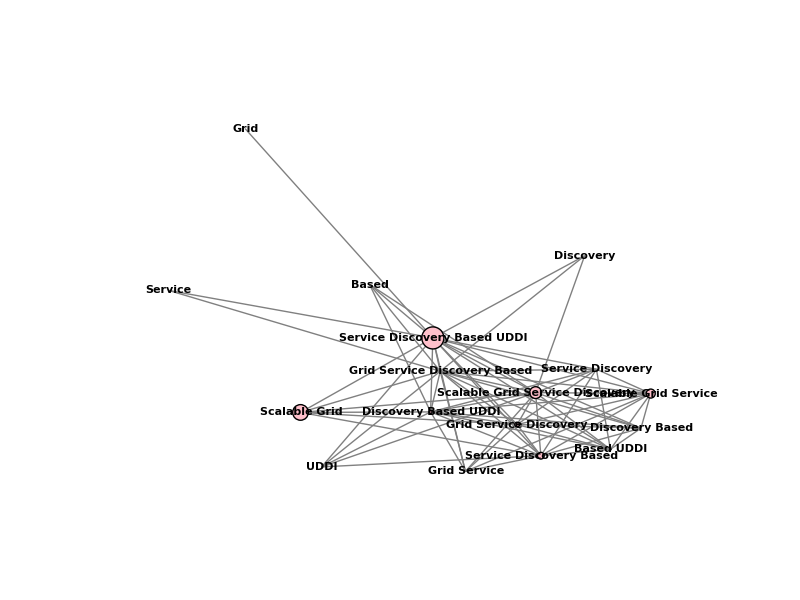 Grid
Discovery
Based
Service
Service Discovery Based UDDI
Grid Service Discovery Based
Service Discovery
Scalable Grid Service Discovery
Scalable Grid Service
Scalable Grid
Discovery Based UDDI
Grid Service Discovery
Discovery Based
Based UDDI
Service Discovery Based
UDDI
Grid Service